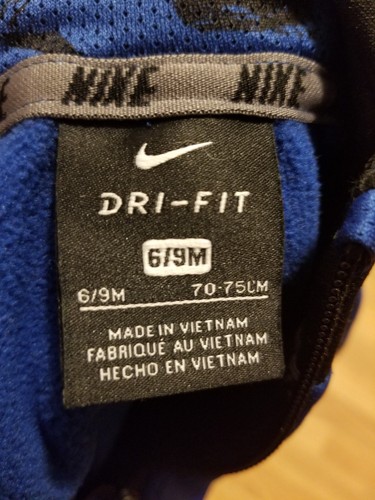 NIKE NIKE
DRI-FIT
6/9M
6/9M 70-75CM
MADE IN VIETNAM
FABRIQUÉ AU VIETNAM
HECHO EN VIETNAM